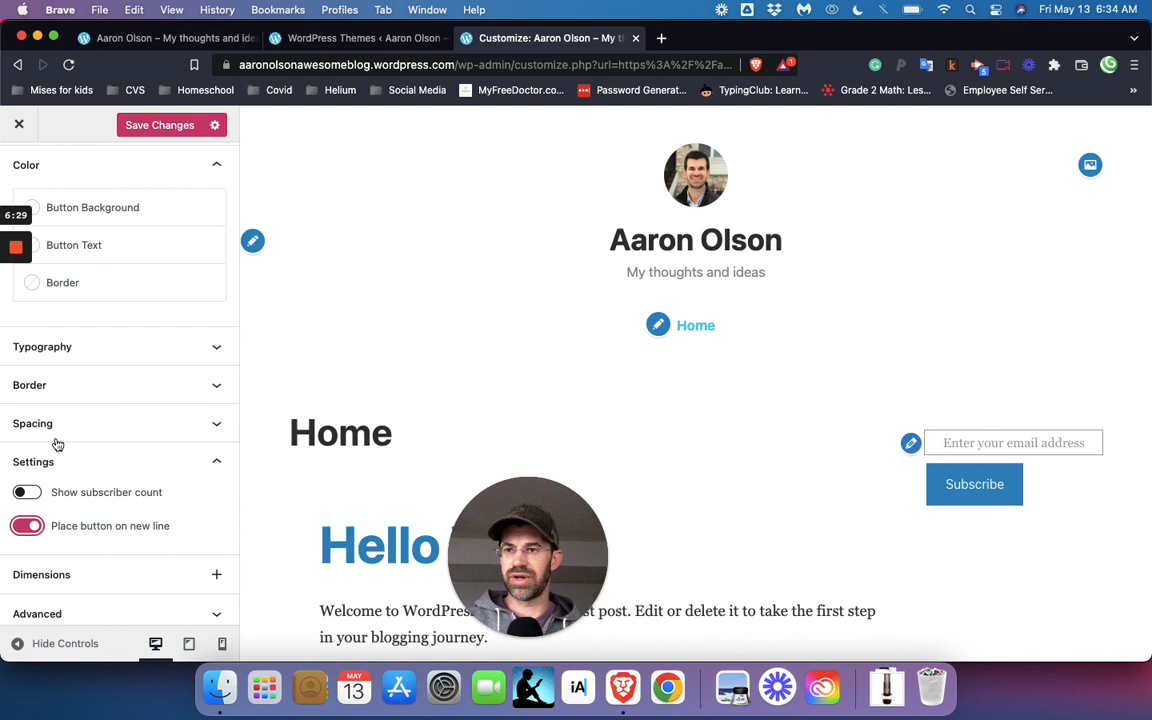 Brave File Edit View History Bookmarks Profiles Tab Window Help Fri May 13 6:34 AM
Aaron Olson – My thoughts and ide
WordPress Themes ‹ Aaron Olson –
Customize: Aaron Olson – My t
aaronolsonawesomeblog.wordpress.com/wp-admin/customize.php?url=https%3A%2F%2Fa...
1
5
Mises for kids CVS Homeschool Covid Helium Social Media MyFreeDoctor.co... Password Generat... TypingClub: Learn... Grade 2 Math: Les... Employee Self Ser... »
Save Changes
Color
Button Background
6:29
Button Text
Border
Typography
Border
Spacing
Settings
Show subscriber count
Place button on new line
Dimensions
Advanced
Hide Controls
Aaron Olson
My thoughts and ideas
Home
Home
Enter your email address
Subscribe
Hello
Welcome to WordPres st post. Edit or delete it to take the first step
in your blogging journey.
MAY
13
iA